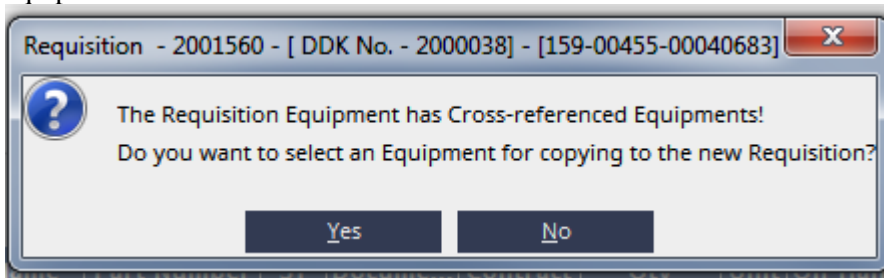 Requisition - 2001560 - [ DDK No. - 2000038] - [159-00455-00040683]
The Requisition Equipment has Cross-referenced Equipments!
Do you want to select an Equipment for copying to the new Requisition?
Yes No